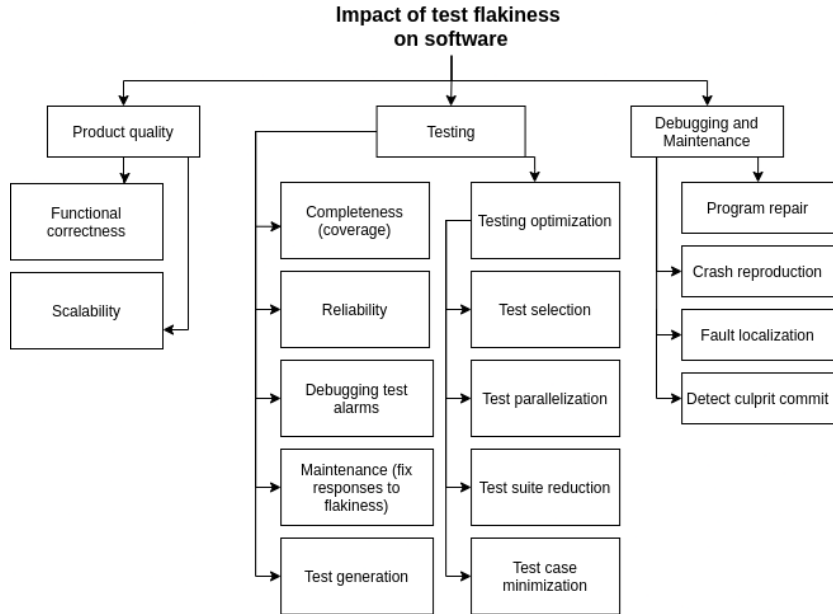 Impact of test flakiness
on software
Product quality
Testing
Debugging and
Maintenance
Functional
correctness
Scalability
Completeness
(coverage)
Reliability
Debugging test
alarms
Maintenance (fix
responses to
flakiness)
Test generation
Testing optimization
Test selection
Test parallelization
Test suite reduction
Test case
minimization
Program repair
Crash reproduction
Fault localization
Detect culprit commit